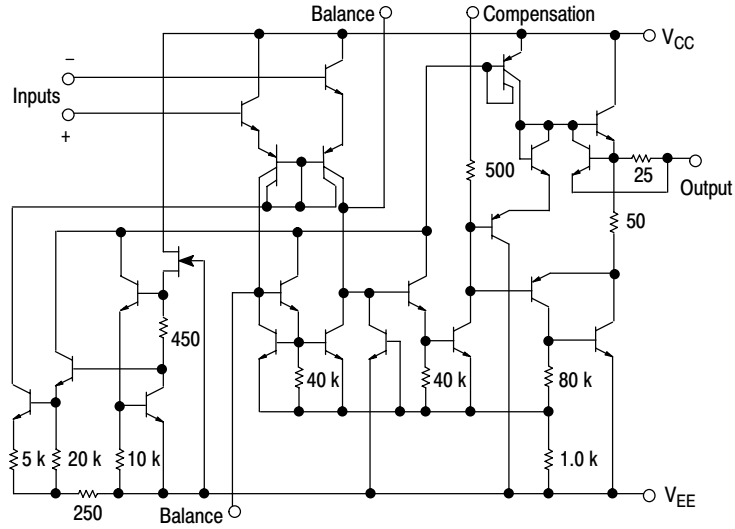 Balance
Compensation
VCC
−
Inputs
+
500
25
Output
50
450
40 k
40 k
80 k
5 k
20 k
10 k
1.0 k
250
Balance
VEE